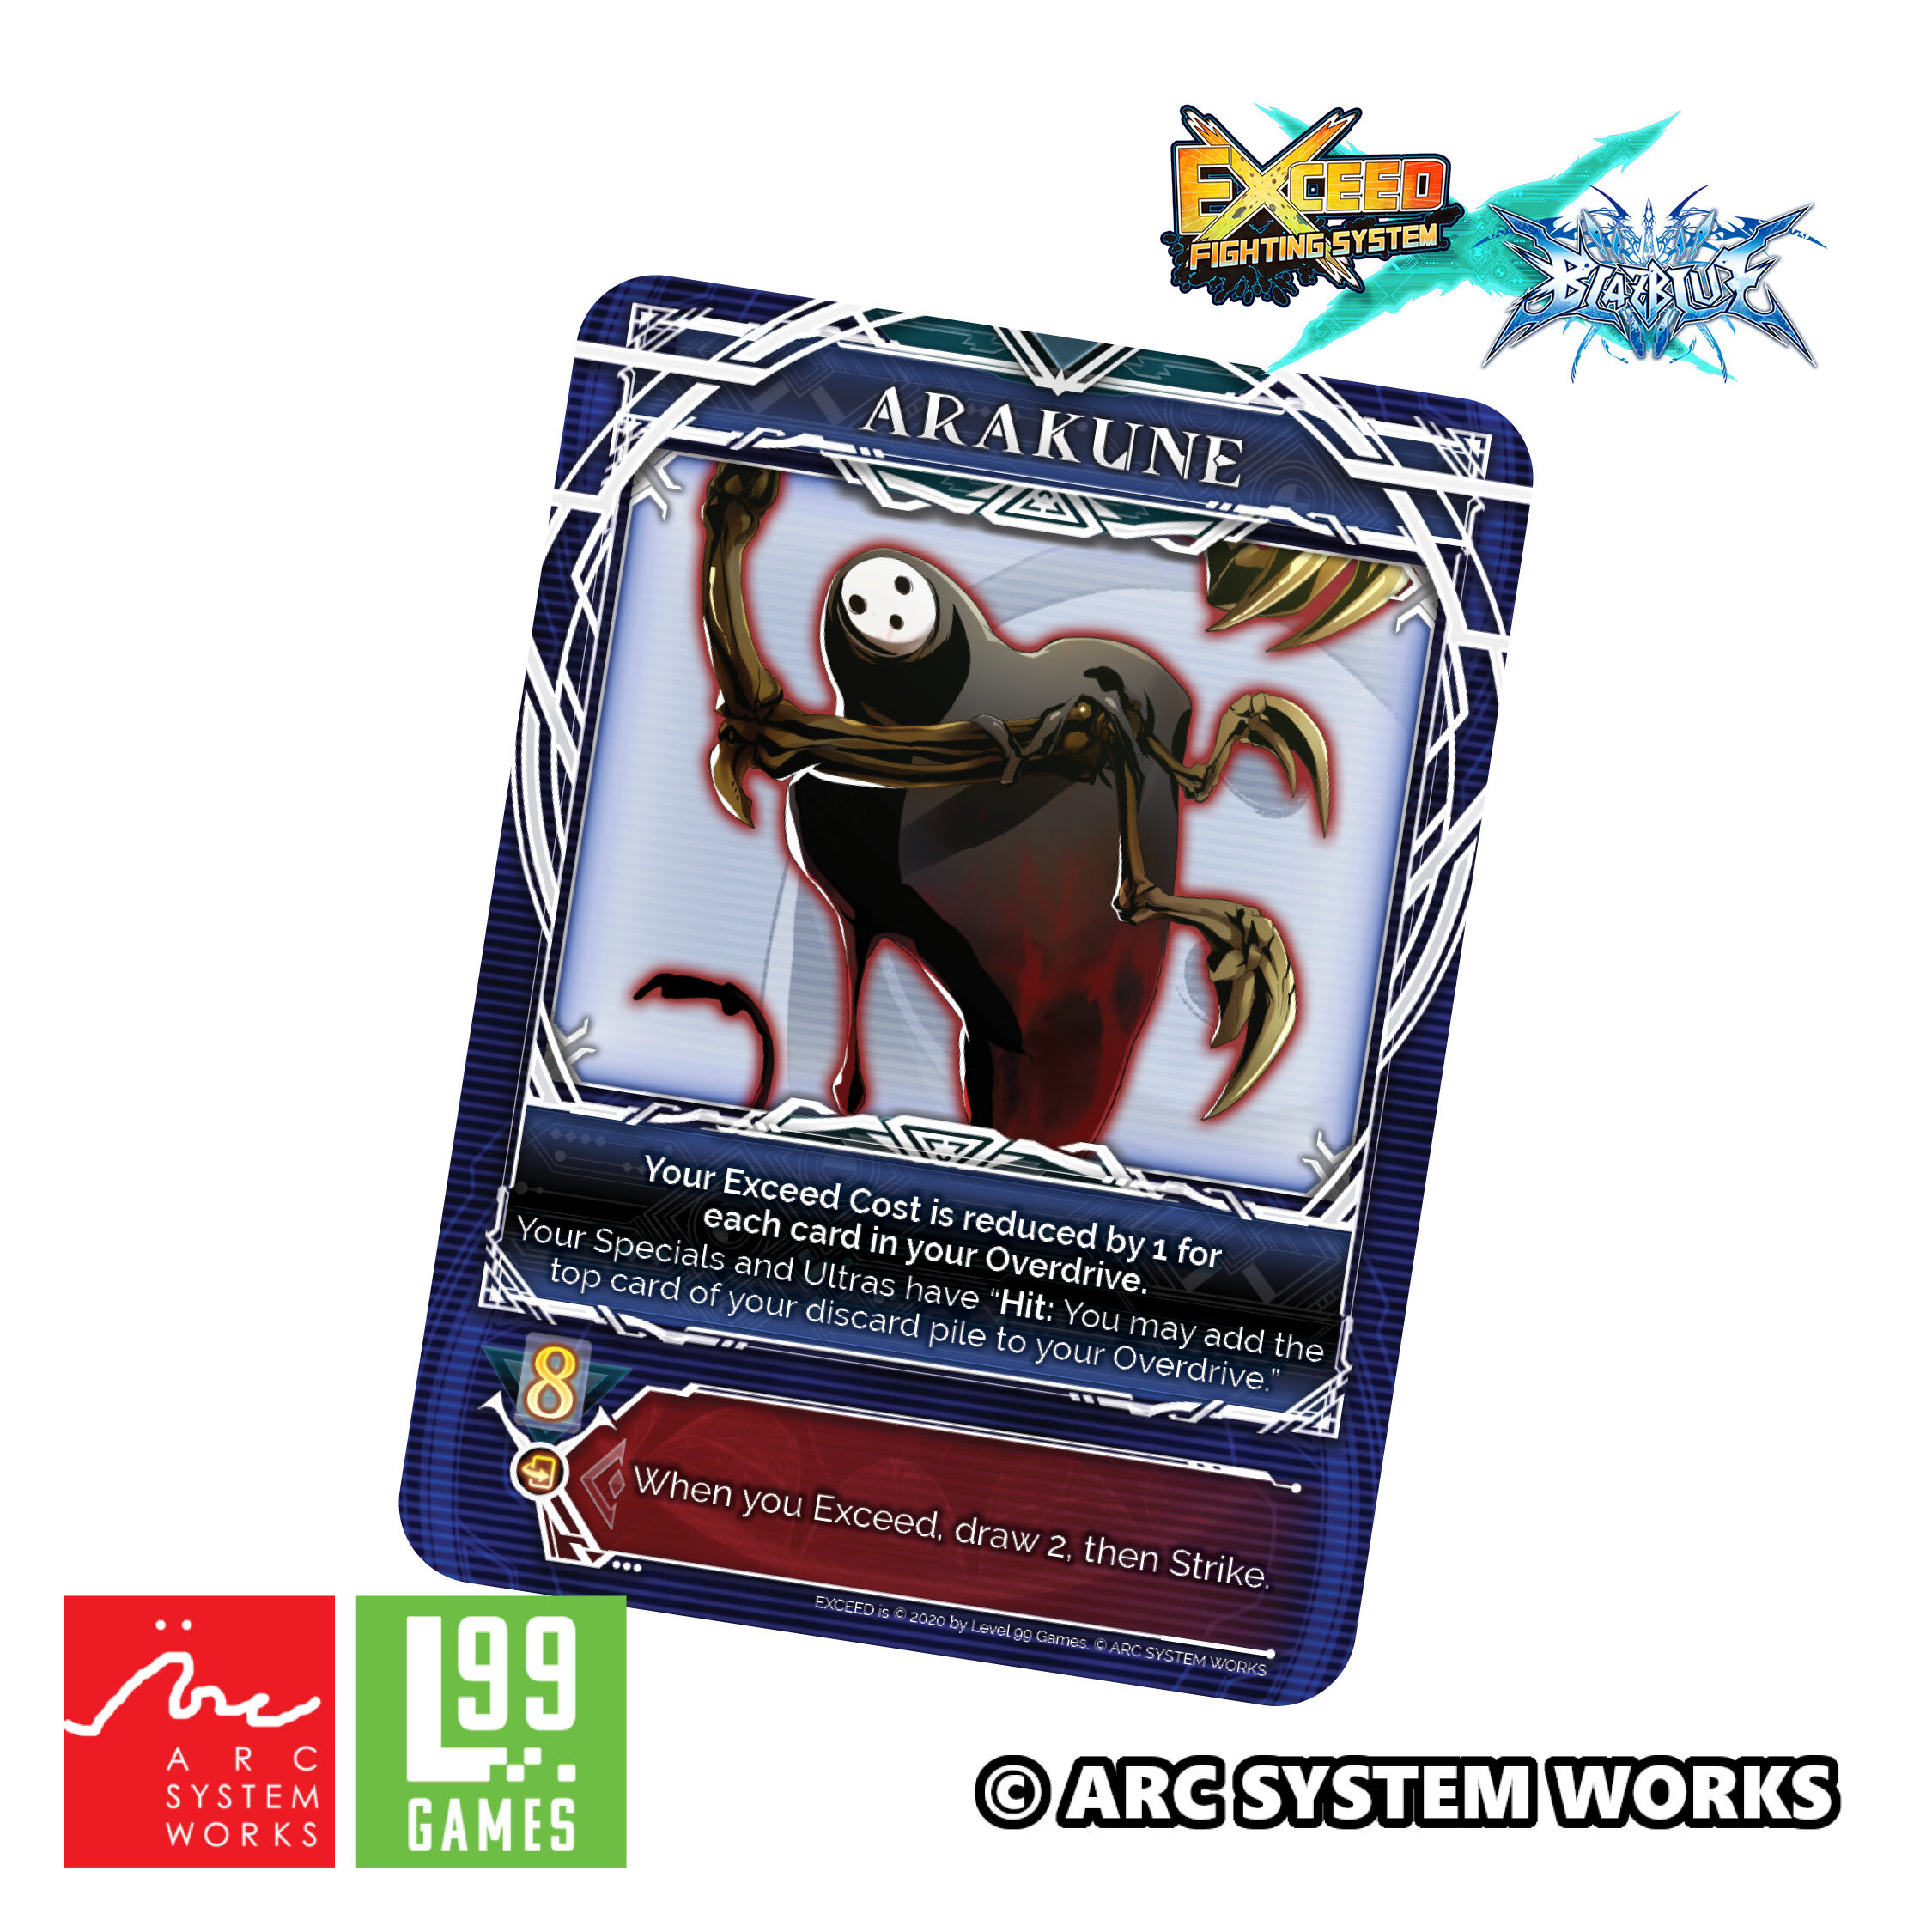 EXCEED
FIGHTING SYSTEM
BLAZBLUE
ARAKUNE
Your Exceed Cost is reduced by 1 for
each card in your Overdrive.
Your Specials and Ultras have “Hit: You may add the
top card of your discard pile to your Overdrive.”
8
When you Exceed, draw 2, then Strike.
EXCEED is © 2020 by Level 99 Games. © ARC SYSTEM WORKS
Arc
ARC
SYSTEM
WORKS
L99
GAMES
© ARC SYSTEM WORKS